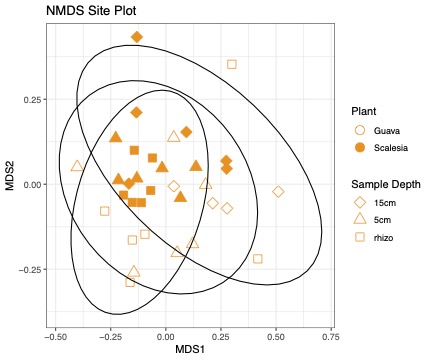 NMDS Site Plot
MDS2
0.25
0.00
−0.25
−0.50
−0.25
0.00
0.25
0.50
0.75
MDS1
Plant
Guava
Scalesia
Sample Depth
15cm
5cm
rhizo